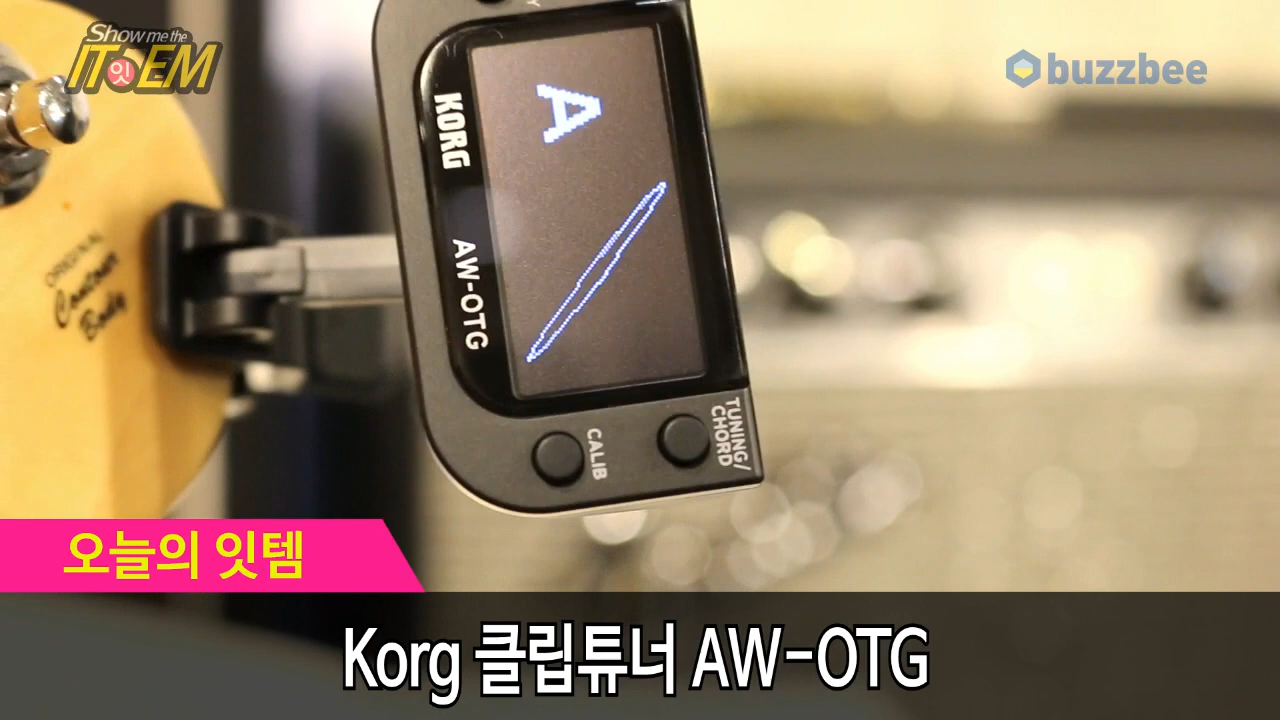 Show me the
IT잇EM
buzzbee
A
KORG
AW-OTG
TUNING/
CHORD
CALIB
ORIGINAL
Contour
Body
오늘의 잇템
Korg 클립튜너 AW-OTG